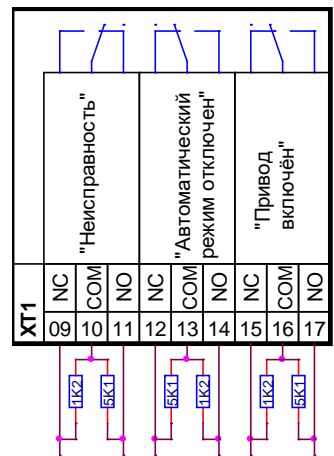 "Неисправность"
"Автоматический
режим отключен"
"Привод
включён"
XT1
NC COM NO NC COM NO NC COM NO
09 10 11 12 13 14 15 16 17
1K2 5K1 5K1 1K2 1K2 5K1